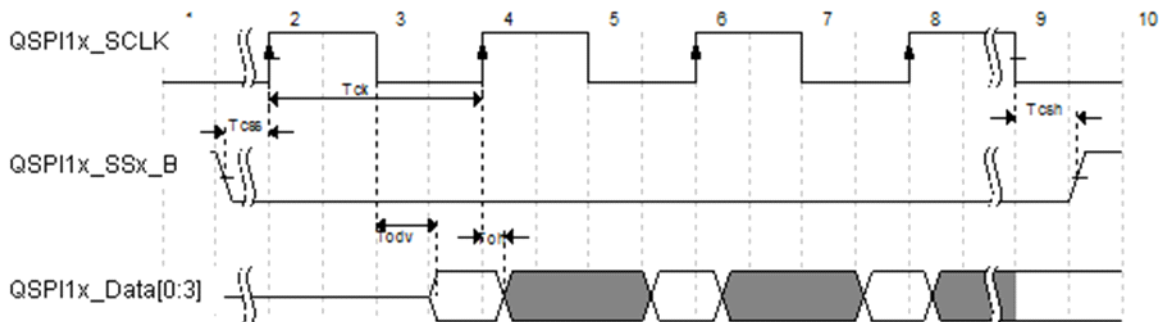 * 2 3 4 5 6 7 8 9 10
QSPI1x_SCLK
Tck
Tcss
Tcsh
QSPI1x_SSx_B
Todv
Toh
QSPI1x_Data[0:3]